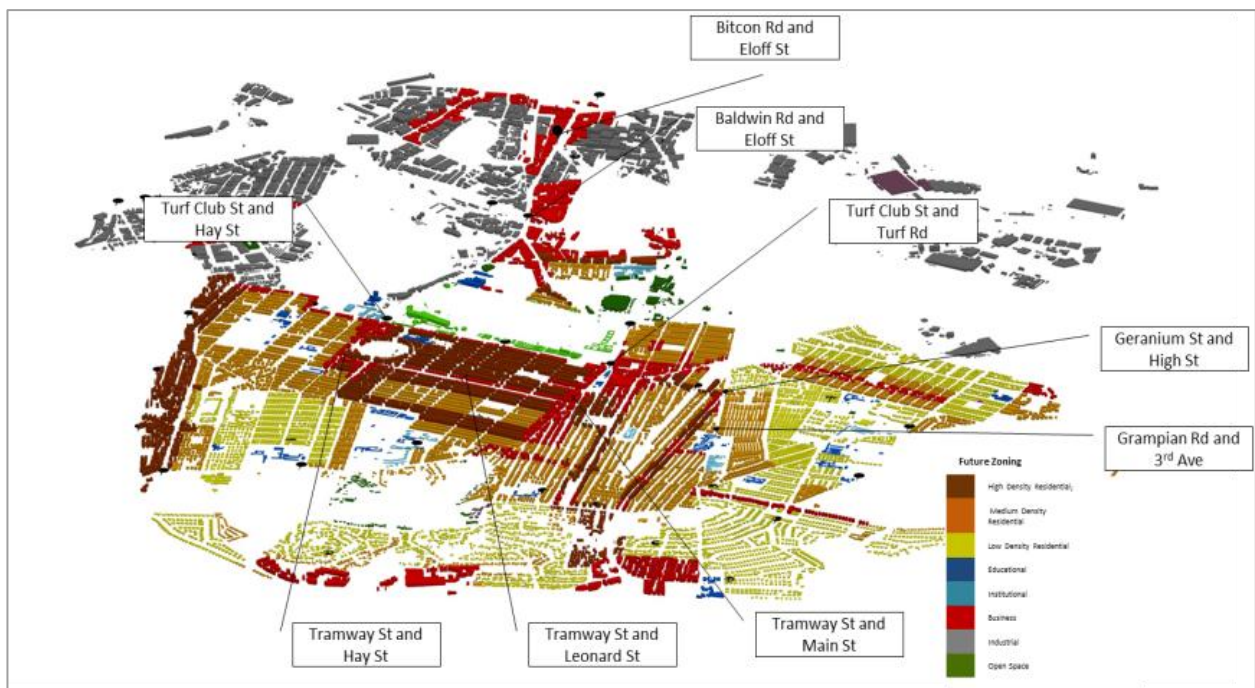 Bitcon Rd and
Eloff St
Baldwin Rd and
Eloff St
Turf Club St and
Hay St
Turf Club St and
Turf Rd
Geranium St and
High St
Grampian Rd and
3rd Ave
Future Zoning
High Density Residential,
Medium Density
Residential
Low Density Residential
Educational
Institutional
Business
Industrial
Open Space
Tramway St and
Hay St
Tramway St and
Leonard St
Tramway St and
Main St